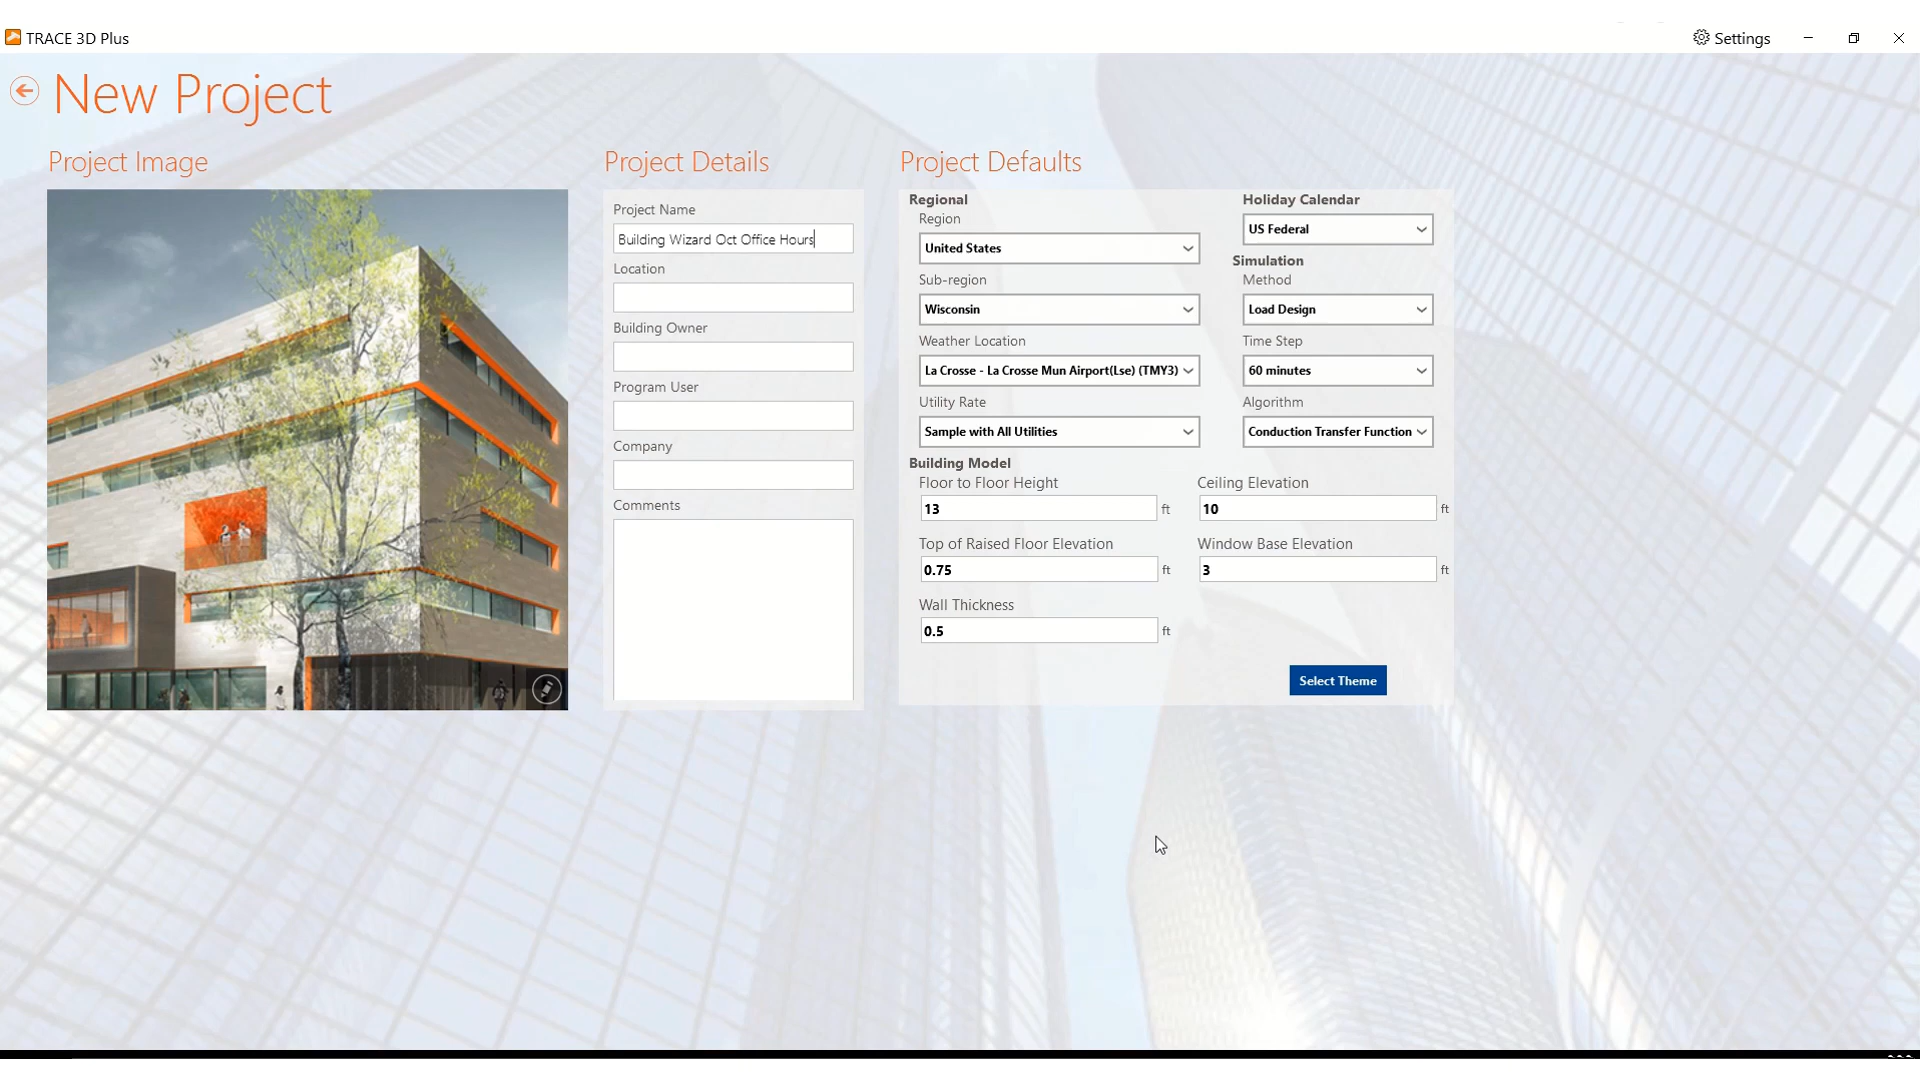 TRACE 3D Plus
Settings
New Project
Project Image
Project Details
Project Name
Building Wizard Oct Office Hours
Location
Building Owner
Program User
Company
Comments
Project Defaults
Regional
Region
United States
Sub-region
Wisconsin
Weather Location
La Crosse - La Crosse Mun Airport(Lse) (TMY3)
Utility Rate
Sample with All Utilities
Holiday Calendar
US Federal
Simulation
Method
Load Design
Time Step
60 minutes
Algorithm
Conduction Transfer Function
Building Model
Floor to Floor Height
13 ft
Ceiling Elevation
10 ft
Top of Raised Floor Elevation
0.75 ft
Window Base Elevation
3 ft
Wall Thickness
0.5 ft
Select Theme